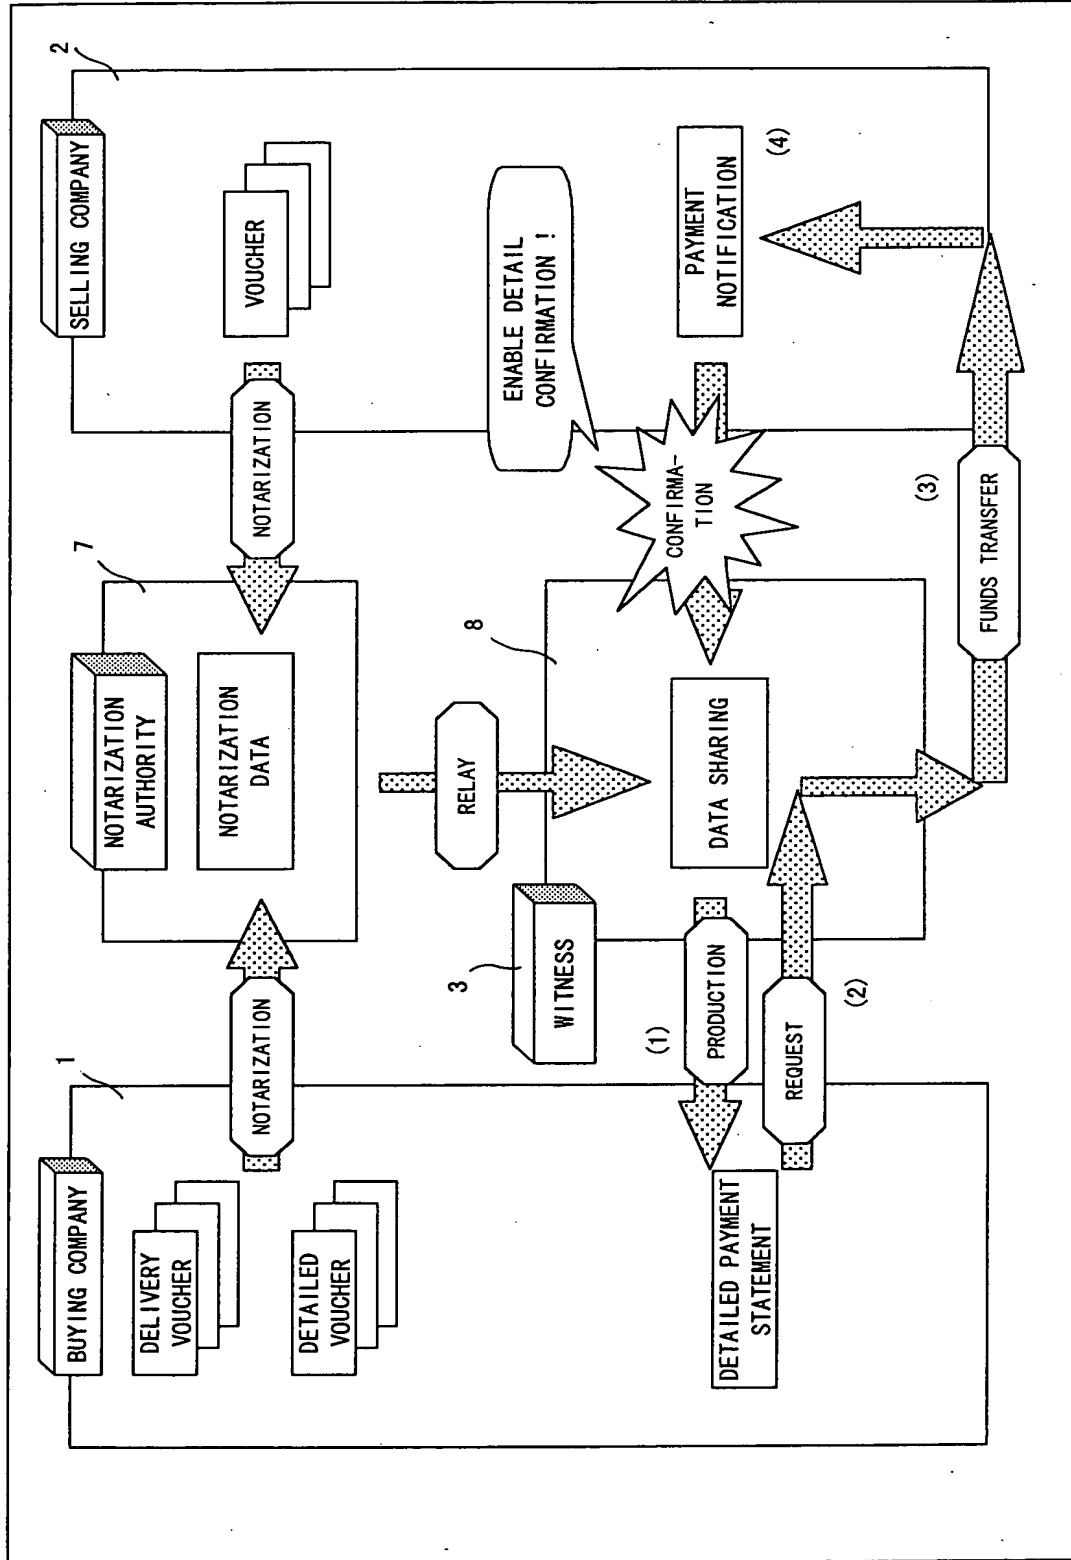 BUYING COMPANY
1
DELIVERY
VOUCHER
DETAILED
VOUCHER
DETAILED PAYMENT
STATEMENT
NOTARIZATION
NOTARIZATION
AUTHORITY
7
NOTARIZATION
DATA
NOTARIZATION
SELLING COMPANY
2
VOUCHER
RELAY
3
WITNESS
8
DATA SHARING
(1)
PRODUCTION
REQUEST
(2)
CONFIRMA-
TION
ENABLE DETAIL
CONFIRMATION !
PAYMENT
NOTIFICATION
(4)
(3)
FUNDS TRANSFER